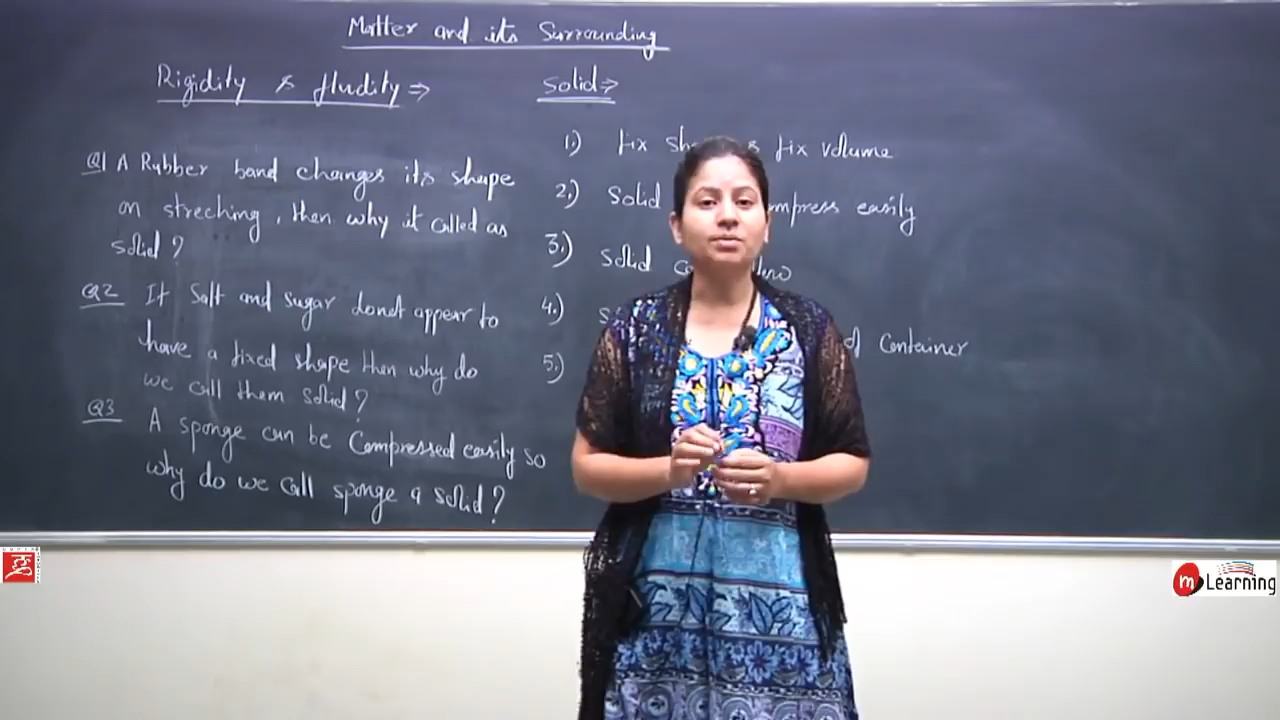 Matter and its Surrounding
Rigidity & fludity ⇒
Q1 A Rubber band changes its shape
on streching, then why it called as
solid ?
Q2 If Salt and sugar donot appear to
have a fixed shape then why do
we call them solid ?
Q3 A sponge can be Compressed easily so
why do we call sponge a solid ?
Solid ⇒
1.) fix & fix volume
2.) Solid easily
3.) solid
4.)
5.) of Container
m Learning